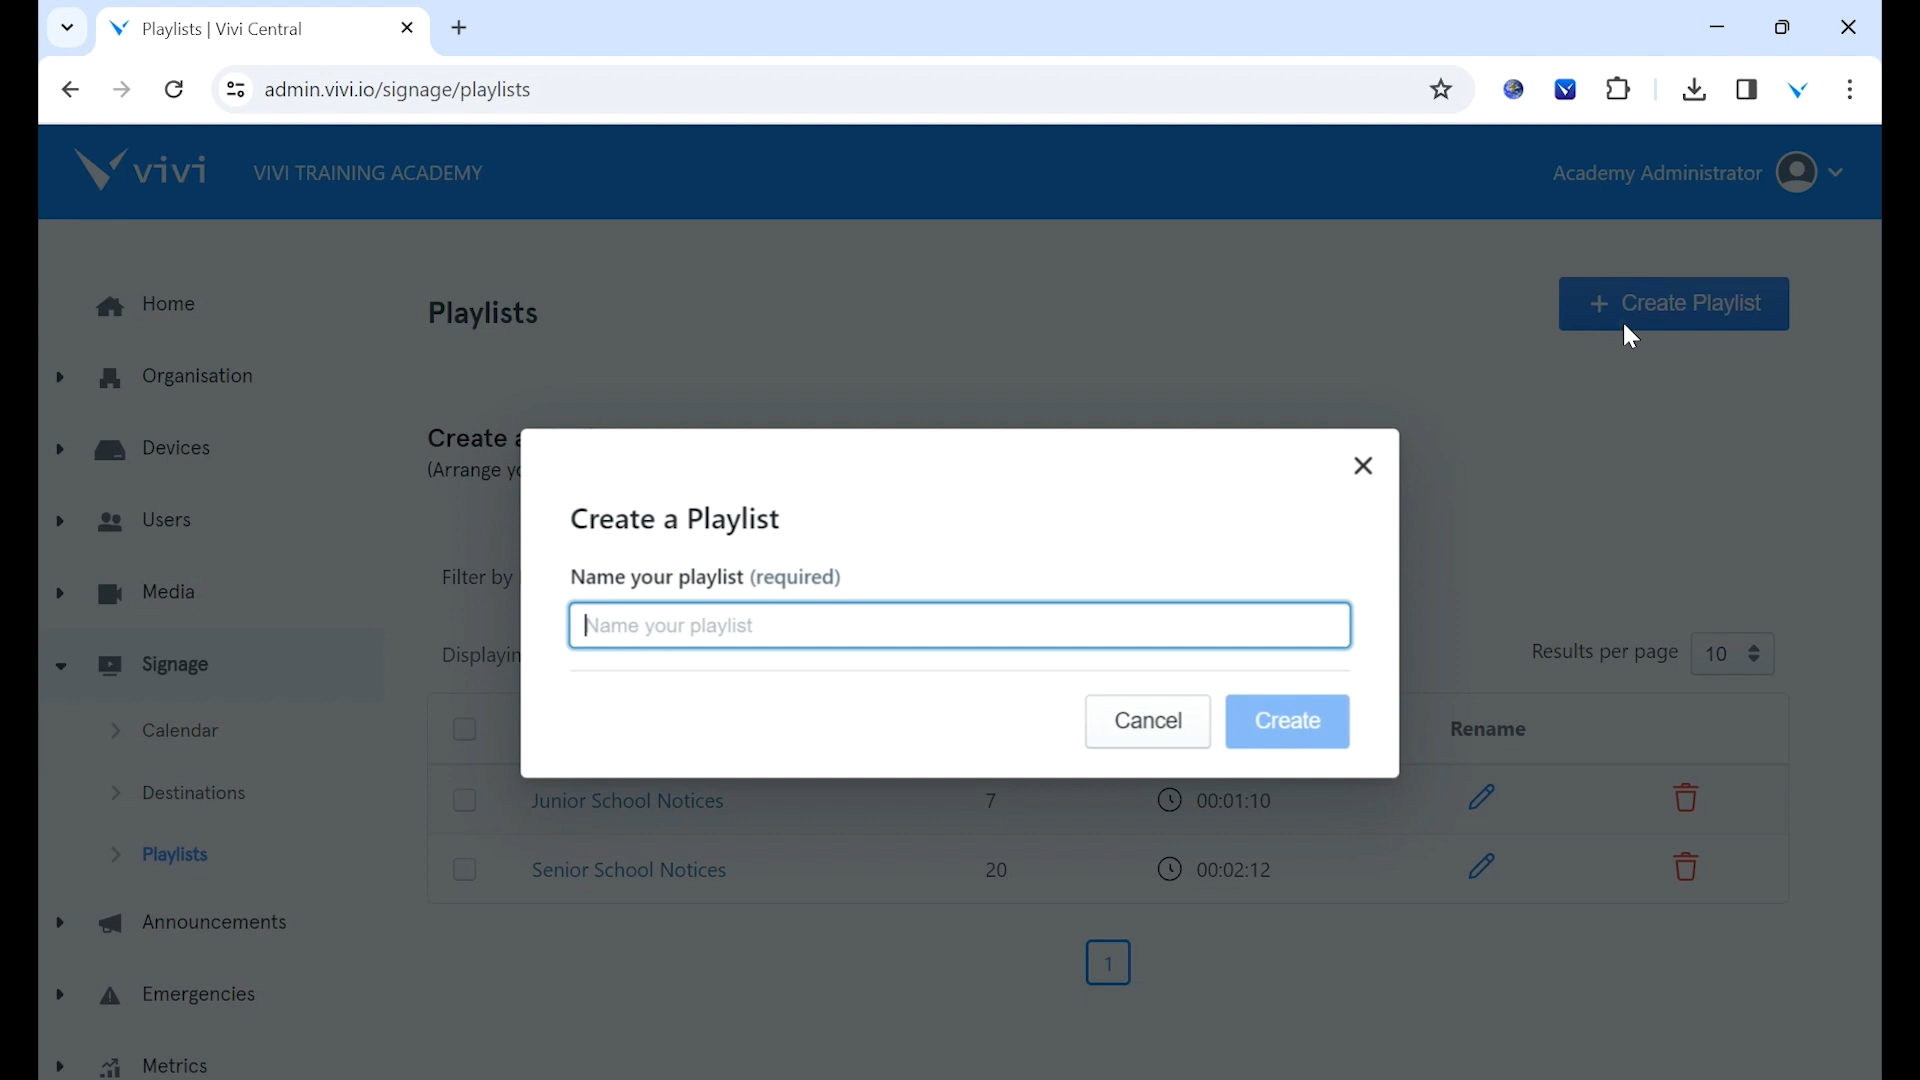 Playlists | Vivi Central
admin.vivi.io/signage/playlists
vivi VIVI TRAINING ACADEMY Academy Administrator
Home
Organisation
Devices
Users
Media
Signage
Calendar
Destinations
Playlists
Announcements
Emergencies
Metrics
Playlists
+ Create Playlist
Create
(Arrange
Filter by
Results per page 10
Rename
Junior School Notices 7 00:01:10
Senior School Notices 20 00:02:12
1
Create a Playlist
Name your playlist (required)
Name your playlist
Cancel Create